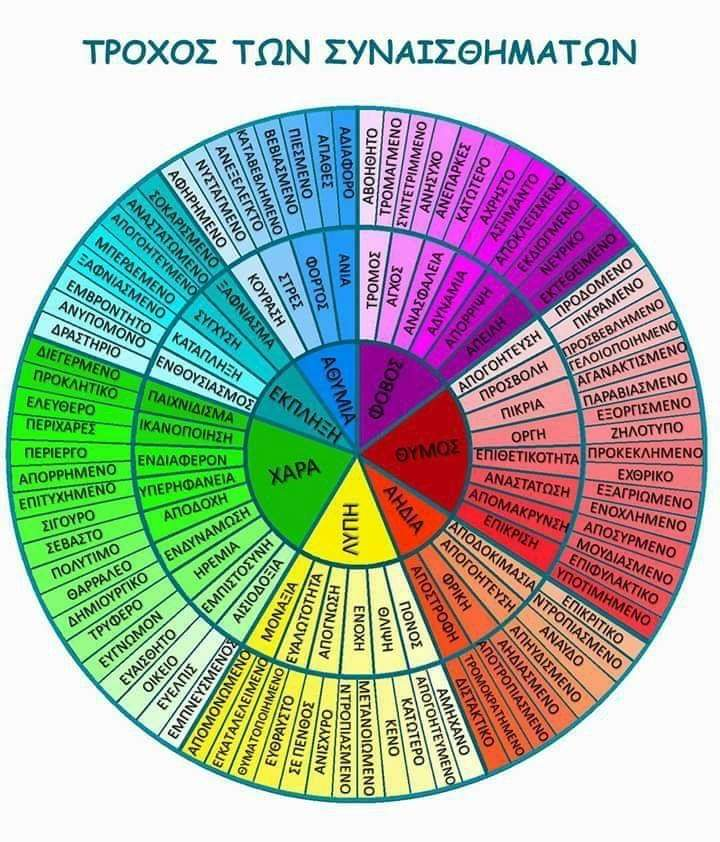 ΤΡΟΧΟΣ ΤΩΝ ΣΥΝΑΙΣΘΗΜΑΤΩΝ
ΦΟΒΟΣ
ΘΥΜΟΣ
ΑΗΔΙΑ
ΛΥΠΗ
ΧΑΡΑ
ΕΚΠΛΗΞΗ
ΑΘΥΜΙΑ
ΤΡΟΜΟΣ
ΑΓΧΟΣ
ΑΝΑΣΦΑΛΕΙΑ
ΑΔΥΝΑΜΙΑ
ΑΠΟΡΡΙΨΗ
ΑΠΕΙΛΗ
ΑΠΟΓΟΗΤΕΥΣΗ
ΠΡΟΣΒΟΛΗ
ΠΙΚΡΙΑ
ΟΡΓΗ
ΕΠΙΘΕΤΙΚΟΤΗΤΑ
ΑΝΑΣΤΑΤΩΣΗ
ΑΠΟΜΑΚΡΥΝΣΗ
ΕΠΙΚΡΙΣΗ
ΑΠΟΔΟΚΙΜΑΣΙΑ
ΑΠΟΓΟΗΤΕΥΣΗ
ΦΡΙΚΗ
ΑΠΟΣΤΡΟΦΗ
ΠΟΝΟΣ
ΘΛΙΨΗ
ΕΝΟΧΗ
ΑΠΟΓΝΩΣΗ
ΕΥΑΛΩΤΟΤΗΤΑ
ΜΟΝΑΞΙΑ
ΑΙΣΙΟΔΟΞΙΑ
ΕΜΠΙΣΤΟΣΥΝΗ
ΗΡΕΜΙΑ
ΕΝΔΥΝΑΜΩΣΗ
ΑΠΟΔΟΧΗ
ΥΠΕΡΗΦΑΝΕΙΑ
ΕΝΔΙΑΦΕΡΟΝ
ΙΚΑΝΟΠΟΙΗΣΗ
ΠΑΙΧΝΙΔΙΣΜΑ
ΕΝΘΟΥΣΙΑΣΜΟΣ
ΚΑΤΑΠΛΗΞΗ
ΣΥΓΧΥΣΗ
ΞΑΦΝΙΑΣΜΑ
ΚΟΥΡΑΣΗ
ΣΤΡΕΣ
ΦΟΡΤΟΣ
ΑΝΙΑ
ΑΒΟΗΘΗΤΟ
ΤΡΟΜΑΓΜΕΝΟ
ΣΥΝΤΕΤΡΙΜΜΕΝΟ
ΑΝΗΣΥΧΟ
ΑΝΕΠΑΡΚΕΣ
ΚΑΤΩΤΕΡΟ
ΑΧΡΗΣΤΟ
ΑΣΗΜΑΝΤΟ
ΑΠΟΚΛΕΙΣΜΕΝΟ
ΕΚΔΙΩΓΜΕΝΟ
ΝΕΥΡΙΚΟ
ΕΚΤΕΘΕΙΜΕΝΟ
ΠΡΟΔΟΜΕΝΟ
ΠΙΚΡΑΜΕΝΟ
ΠΡΟΣΒΕΒΛΗΜΕΝΟ
ΓΕΛΟΙΟΠΟΙΗΜΕΝΟ
ΑΓΑΝΑΚΤΙΣΜΕΝΟ
ΠΑΡΑΒΙΑΣΜΕΝΟ
ΕΞΟΡΓΙΣΜΕΝΟ
ΖΗΛΟΤΥΠΟ
ΠΡΟΚΕΚΛΗΜΕΝΟ
ΕΧΘΡΙΚΟ
ΕΞΑΓΡΙΩΜΕΝΟ
ΕΝΟΧΛΗΜΕΝΟ
ΑΠΟΣΥΡΜΕΝΟ
ΜΟΥΔΙΑΣΜΕΝΟ
ΕΠΙΦΥΛΑΚΤΙΚΟ
ΥΠΟΤΙΜΗΜΕΝΟ
ΕΠΙΚΡΙΤΙΚΟ
ΝΤΡΟΠΙΑΣΜΕΝΟ
ΑΝΑΥΔΟ
ΑΠΗΥΔΙΣΜΕΝΟ
ΑΗΔΙΑΣΜΕΝΟ
ΑΠΟΤΡΟΠΙΑΣΜΕΝΟ
ΤΡΟΜΟΚΡΑΤΗΜΕΝΟ
ΔΙΣΤΑΚΤΙΚΟ
ΑΜΗΧΑΝΟ
ΑΠΟΓΟΗΤΕΥΜΕΝΟ
ΚΑΤΩΤΕΡΟ
ΚΕΝΟ
ΜΕΤΑΝΟΙΩΜΕΝΟ
ΝΤΡΟΠΙΑΣΜΕΝΟ
ΑΝΙΣΧΥΡΟ
ΣΕ ΠΕΝΘΟΣ
ΕΥΘΡΑΥΣΤΟ
ΘΥΜΑΤΟΠΟΙΗΜΕΝΟ
ΕΓΚΑΤΑΛΕΛΕΙΜΕΝΟ
ΑΠΟΜΟΝΩΜΕΝΟ
ΕΜΠΝΕΥΣΜΕΝΟΣ
ΕΥΕΛΠΙΣ
ΟΙΚΕΙΟ
ΕΥΑΙΣΘΗΤΟ
ΕΥΓΝΩΜΟΝ
ΤΡΥΦΕΡΟ
ΔΗΜΙΟΥΡΓΙΚΟ
ΘΑΡΡΑΛΕΟ
ΠΟΛΥΤΙΜΟ
ΣΕΒΑΣΤΟ
ΣΙΓΟΥΡΟ
ΕΠΙΤΥΧΗΜΕΝΟ
ΑΠΟΡΡΗΜΕΝΟ
ΠΕΡΙΕΡΓΟ
ΠΕΡΙΧΑΡΕΣ
ΕΛΕΥΘΕΡΟ
ΠΡΟΚΛΗΤΙΚΟ
ΔΙΕΓΕΡΜΕΝΟ
ΔΡΑΣΤΗΡΙΟ
ΑΝΥΠΟΜΟΝΟ
ΕΜΒΡΟΝΤΗΤΟ
ΞΑΦΝΙΑΣΜΕΝΟ
ΜΠΕΡΔΕΜΕΝΟ
ΑΠΟΓΟΗΤΕΥΜΕΝΟ
ΑΝΑΣΤΑΤΩΜΕΝΟ
ΣΟΚΑΡΙΣΜΕΝΟ
ΑΦΗΡΗΜΕΝΟ
ΝΥΣΤΑΓΜΕΝΟ
ΑΝΕΞΕΛΕΓΚΤΟ
ΚΑΤΑΒΕΒΛΗΜΕΝΟ
ΒΕΒΙΑΣΜΕΝΟ
ΠΙΕΣΜΕΝΟ
ΑΠΑΘΕΣ
ΑΔΙΑΦΟΡΟ